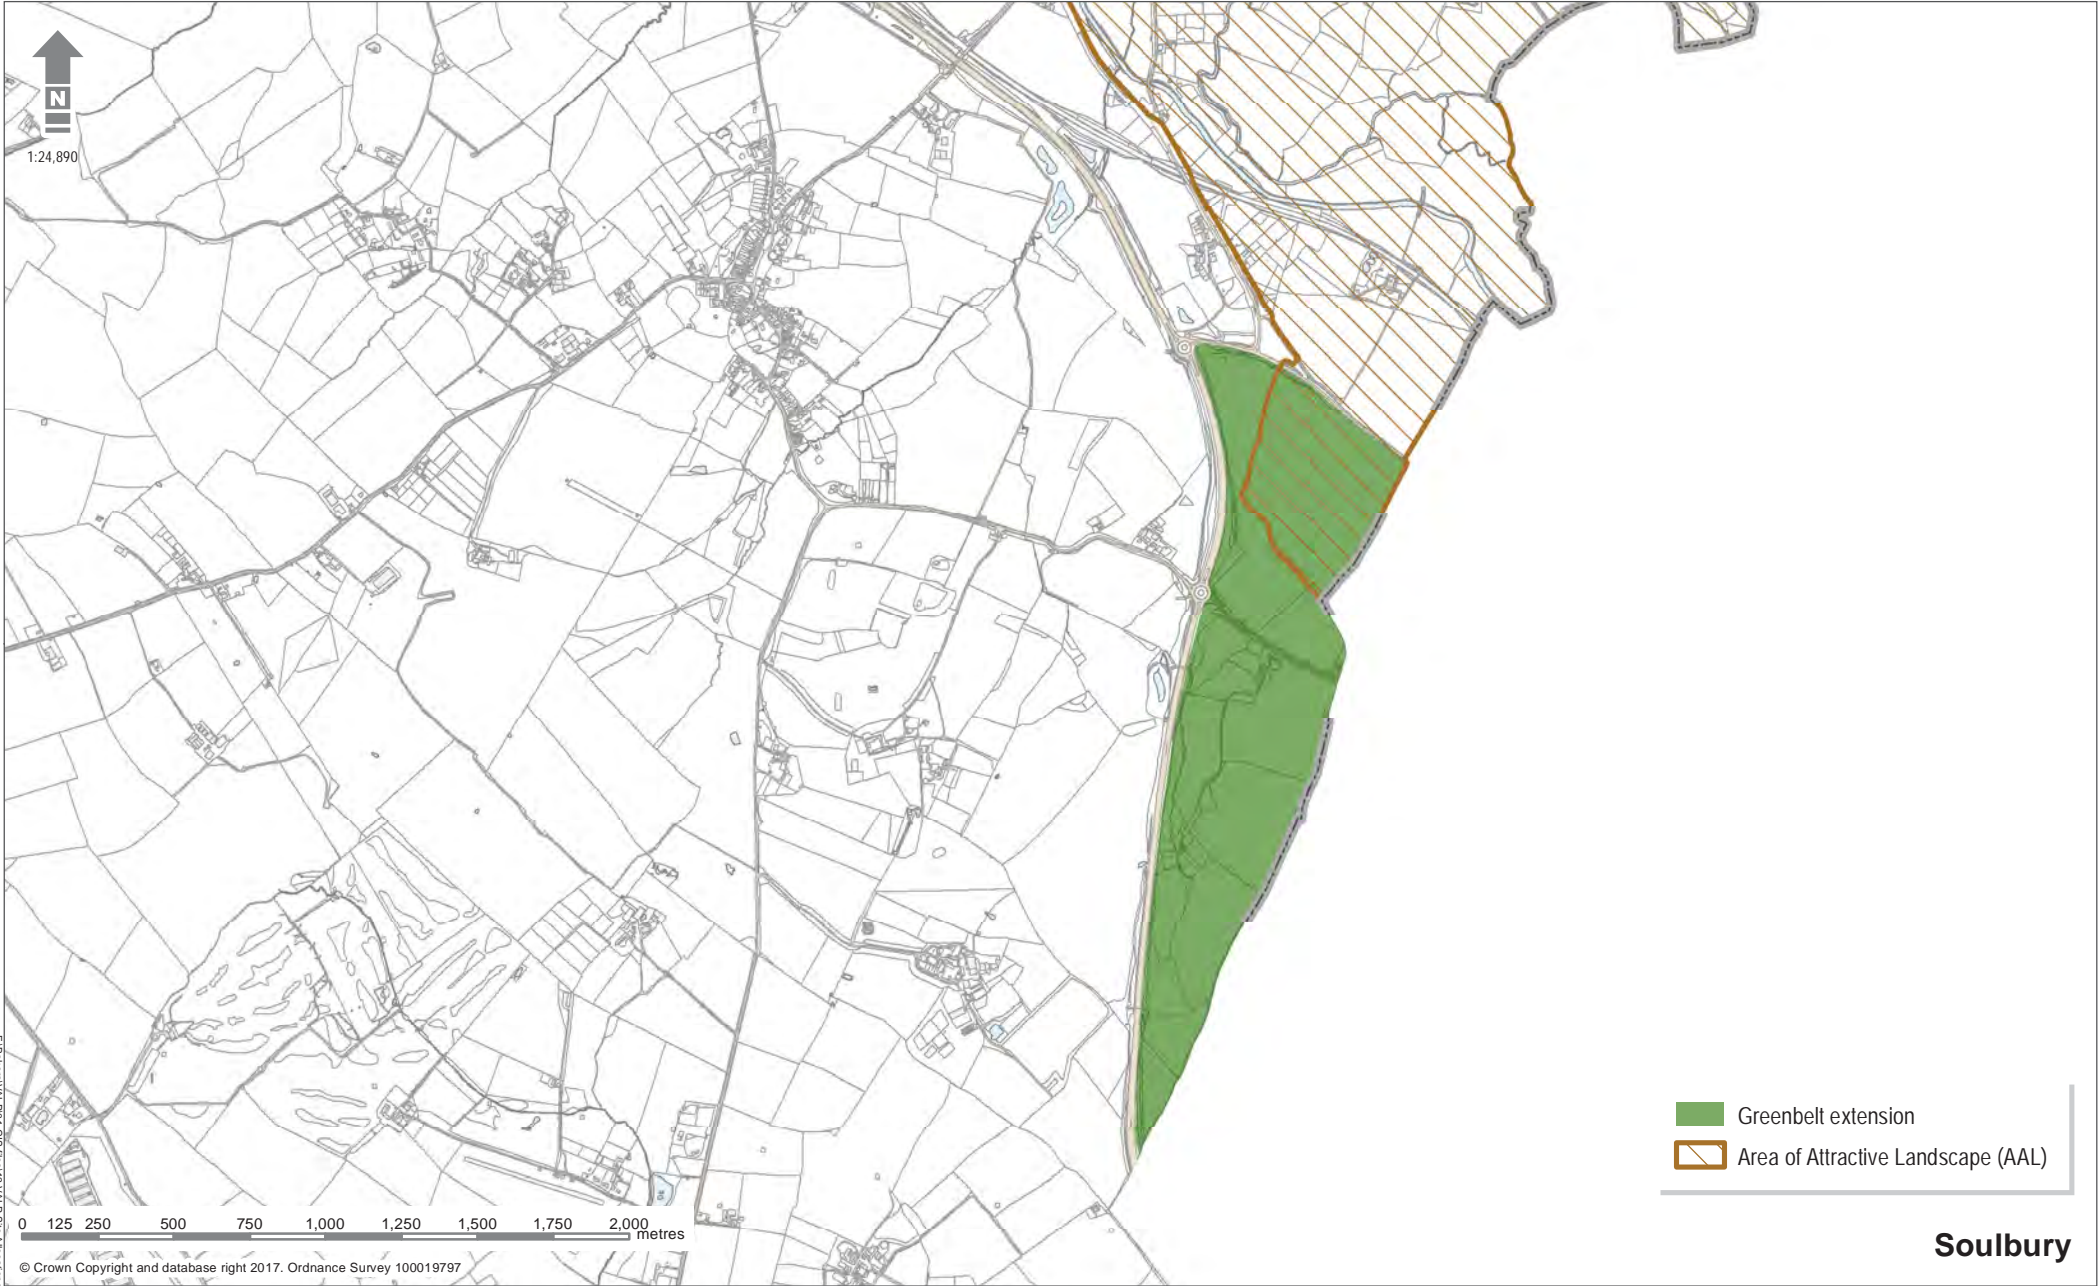 N
1:24,890
Greenbelt extension
Area of Attractive Landscape (AAL)
0 125 250 500 750 1,000 1,250 1,500 1,750 2,000
metres
© Crown Copyright and database right 2017. Ordnance Survey 100019797
Soulbury